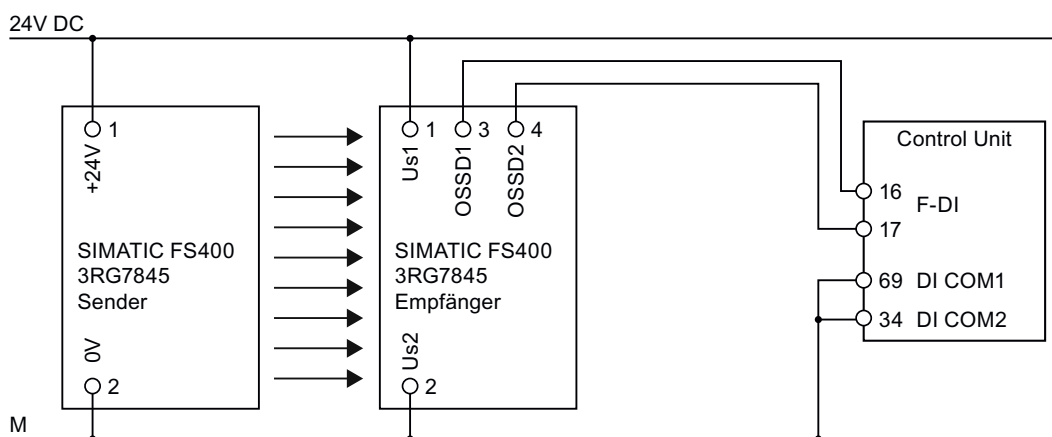 24V DC
1
+24V
SIMATIC FS400
3RG7845
Sender
0V
2
1
3
4
Us1
OSSD1
OSSD2
SIMATIC FS400
3RG7845
Empfänger
Us2
2
Control Unit
16
F-DI
17
69 DI COM1
34 DI COM2
M